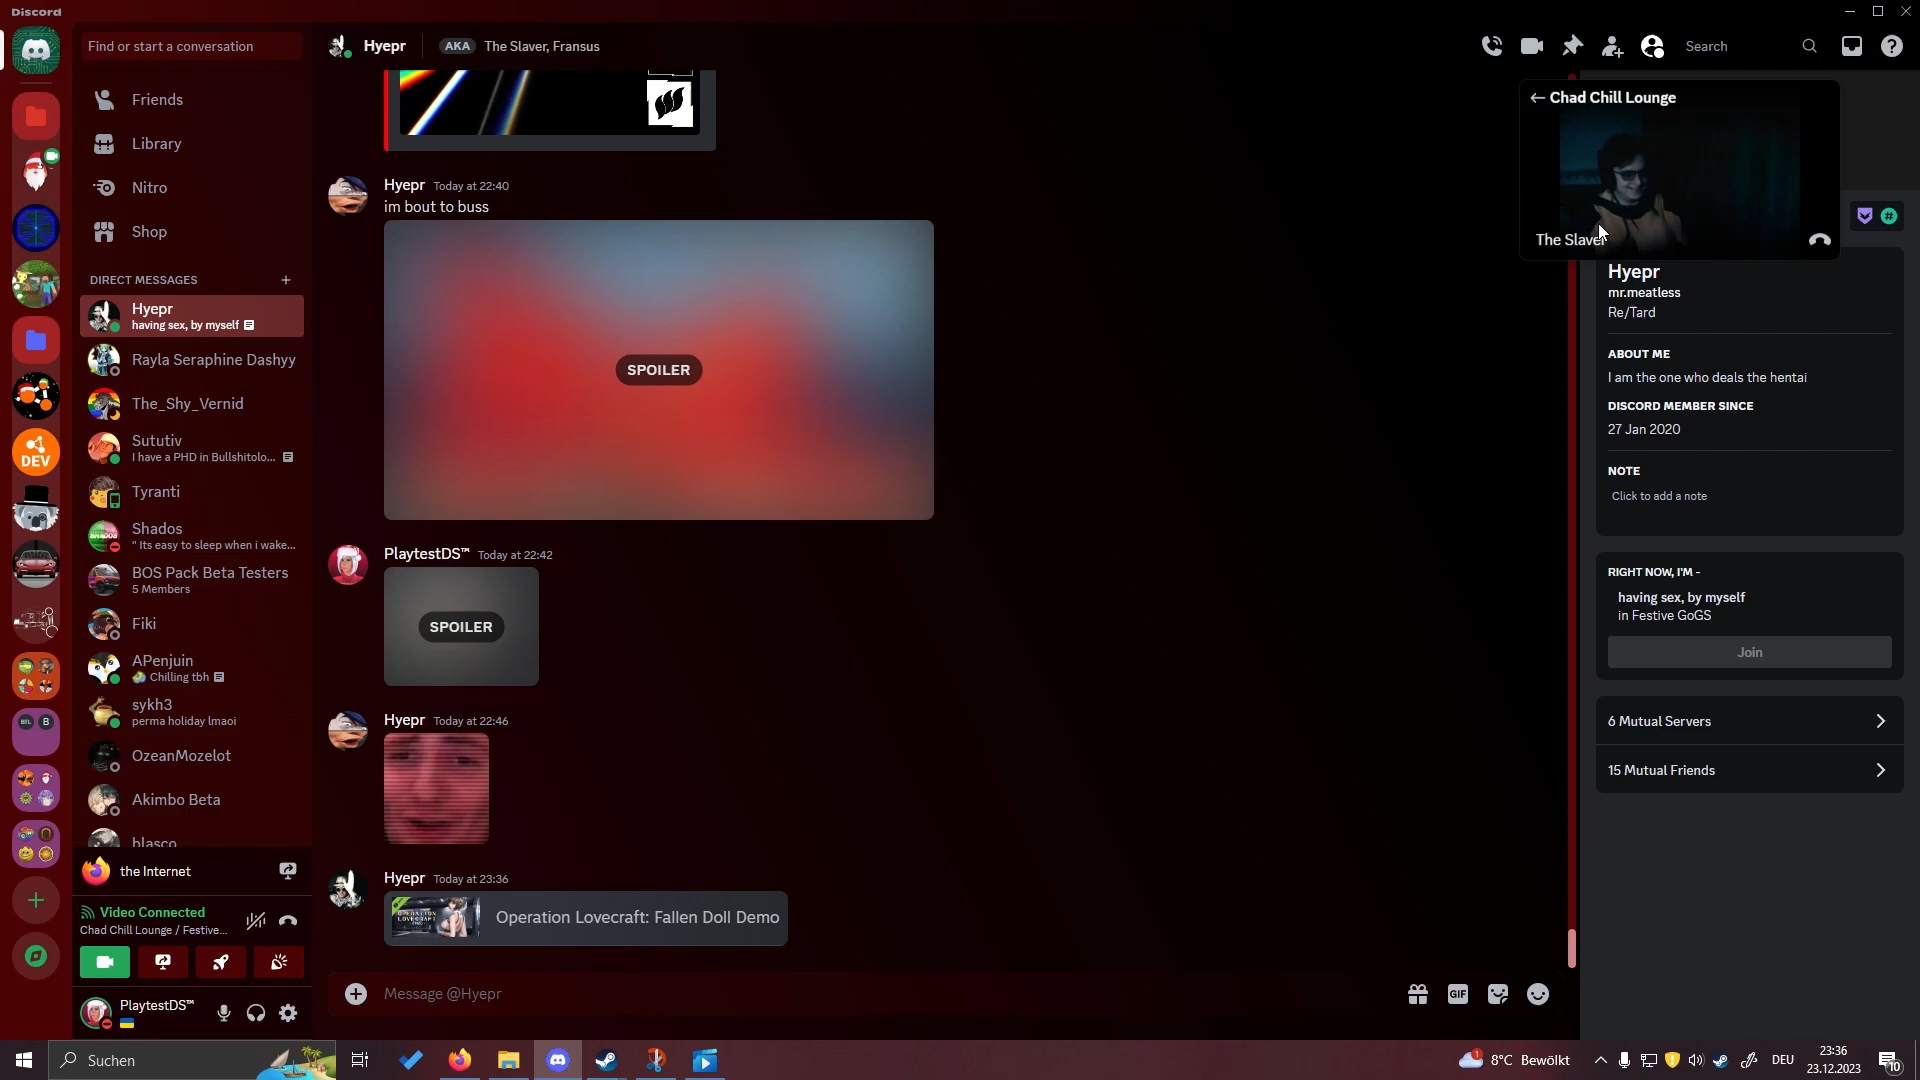 Discord
Find or start a conversation
Hyepr
AKA
The Slaver, Fransus
Search
Friends
Library
Nitro
Shop
DIRECT MESSAGES
Hyepr
having sex, by myself
Rayla Seraphine Dashyy
The_Shy_Vernid
Sututiv
I have a PHD in Bullshitolo...
Tyranti
Shados
" Its easy to sleep when i wake...
BOS Pack Beta Testers
5 Members
Fiki
APenjuin
Chilling tbh
sykh3
perma holiday lmaoi
OzeanMozelot
Akimbo Beta
blasco
the Internet
Video Connected
Chad Chill Lounge / Festive...
PlaytestDS™
DEV
Hyepr Today at 22:40
im bout to buss
SPOILER
PlaytestDS™ Today at 22:42
SPOILER
Hyepr Today at 22:46
Hyepr Today at 23:36
OPERATION
LOVECRAFT
Operation Lovecraft: Fallen Doll Demo
Message @Hyepr
GIF
Chad Chill Lounge
The Slaver
Hyepr
mr.meatless
Re/Tard
ABOUT ME
I am the one who deals the hentai
DISCORD MEMBER SINCE
27 Jan 2020
NOTE
Click to add a note
RIGHT NOW, I'M -
having sex, by myself
in Festive GoGS
Join
6 Mutual Servers
15 Mutual Friends
Suchen
1
8°C Bewölkt
DEU
23:36
23.12.2023
10